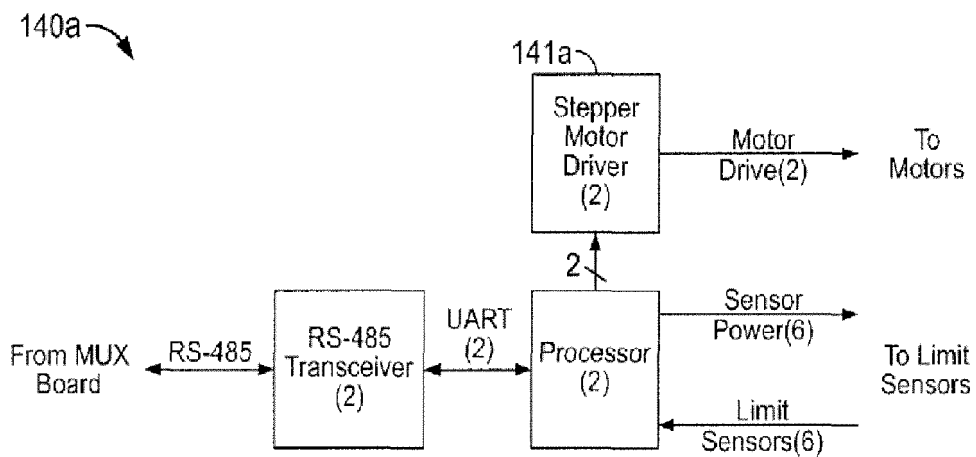 140a
141a
Stepper
Motor
Driver
(2)
Motor
Drive(2)
To
Motors
2
From MUX
Board
RS-485
RS-485
Transceiver
(2)
UART
(2)
Processor
(2)
Sensor
Power(6)
Limit
Sensors(6)
To Limit
Sensors